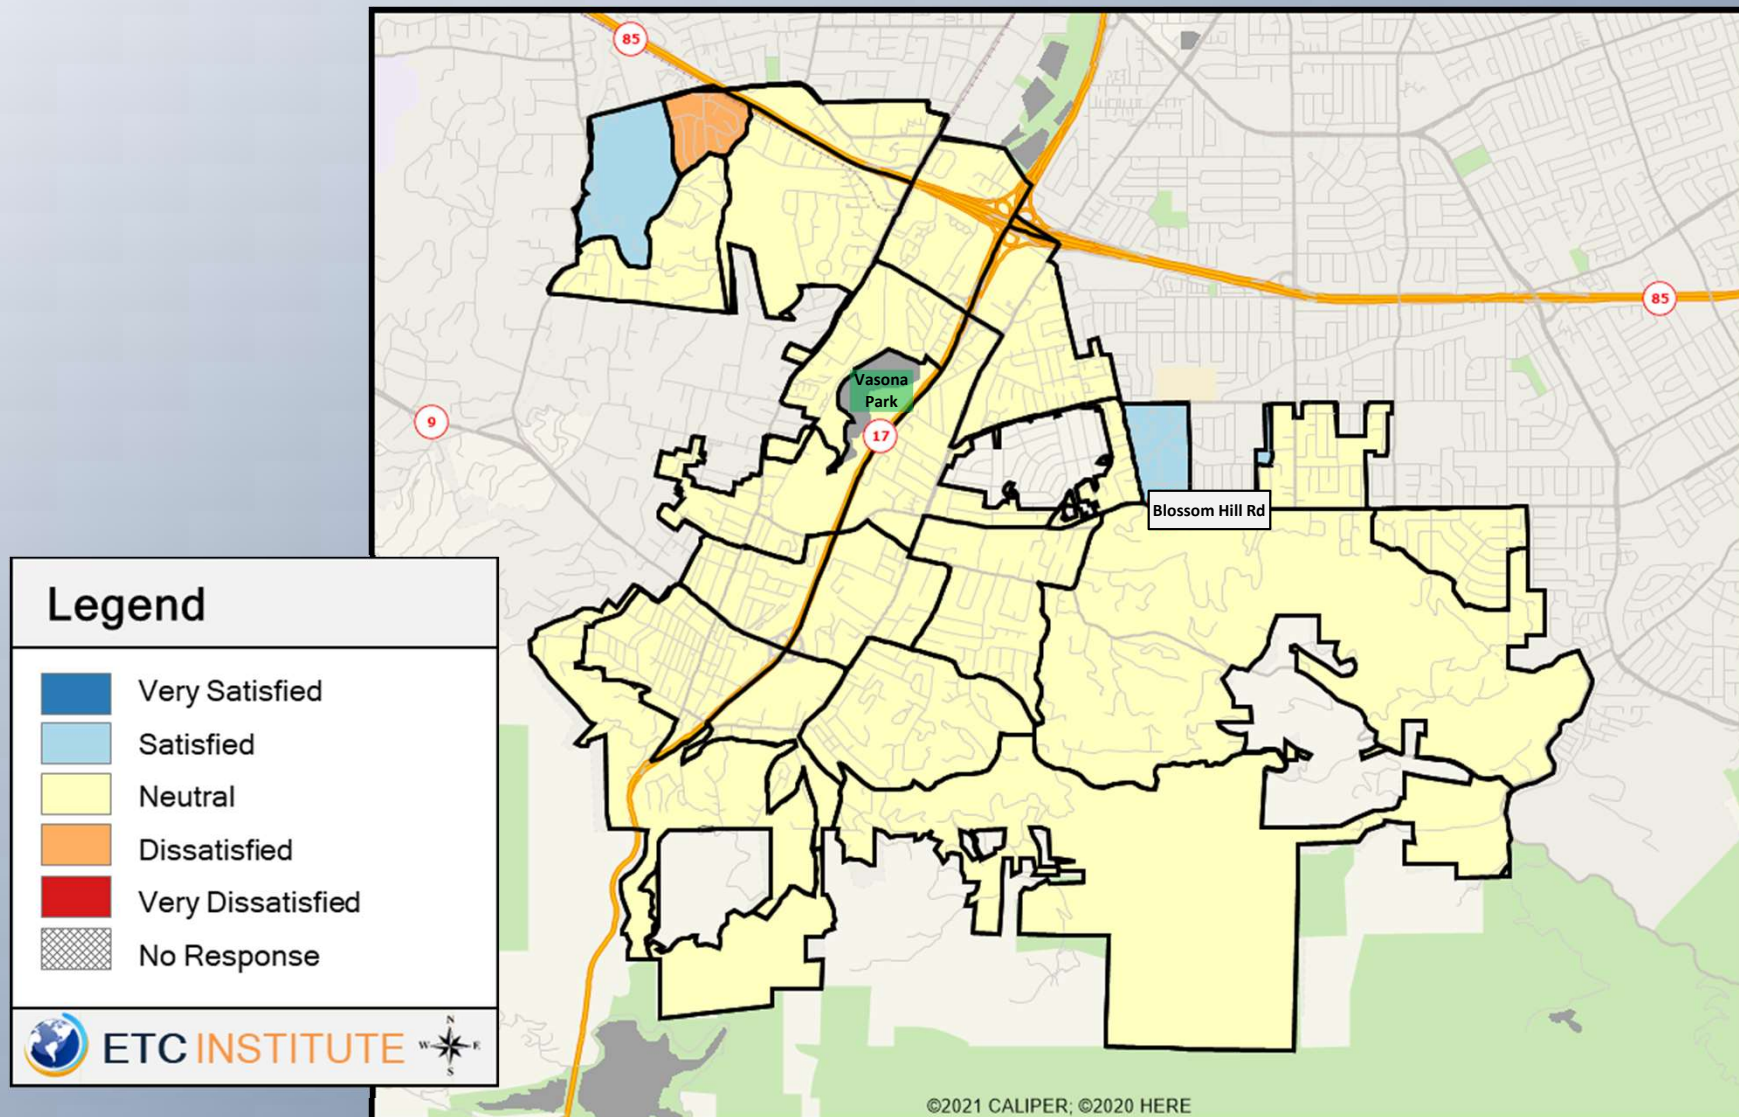 85
85
9
Vasona
Park
17
Blossom Hill Rd
Legend
Very Satisfied
Satisfied
Neutral
Dissatisfied
Very Dissatisfied
No Response
ETC INSTITUTE
N
W E
S
©2021 CALIPER; ©2020 HERE